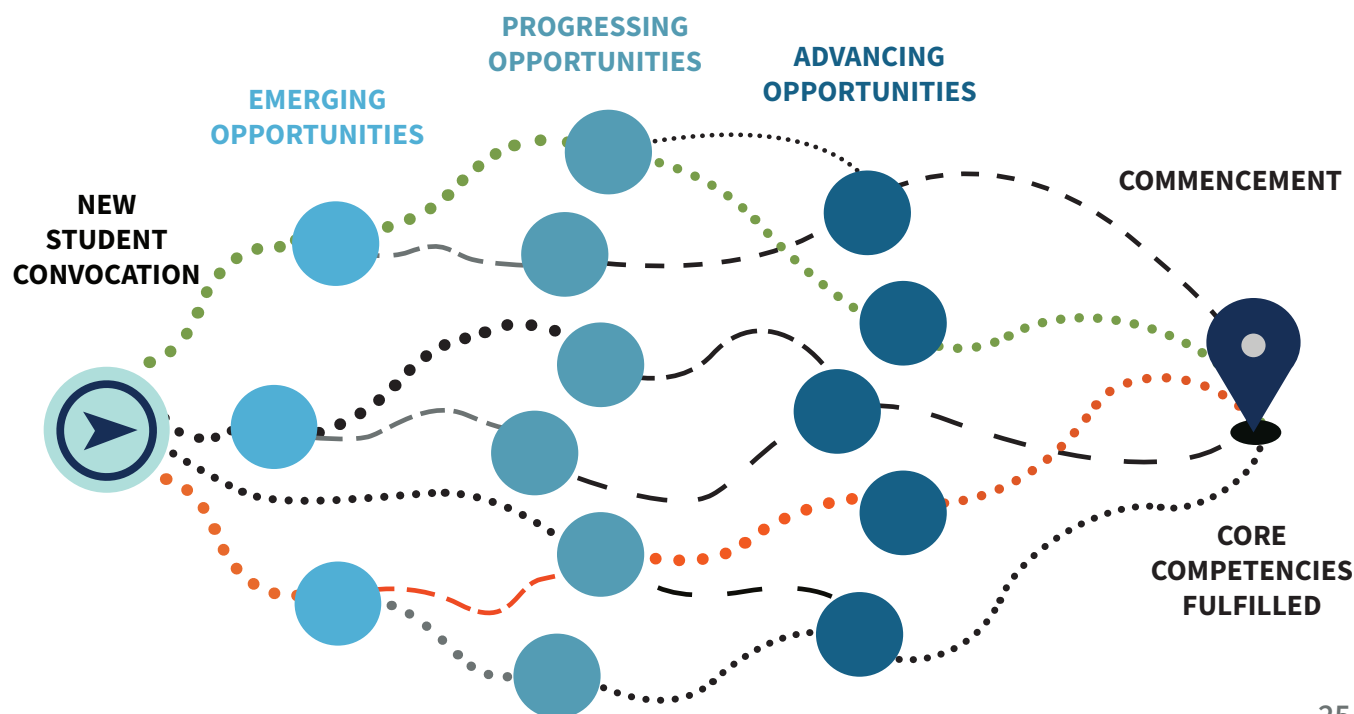 PROGRESSING
OPPORTUNITIES
ADVANCING
OPPORTUNITIES
EMERGING
OPPORTUNITIES
COMMENCEMENT
NEW
STUDENT
CONVOCATION
CORE
COMPETENCIES
FULFILLED